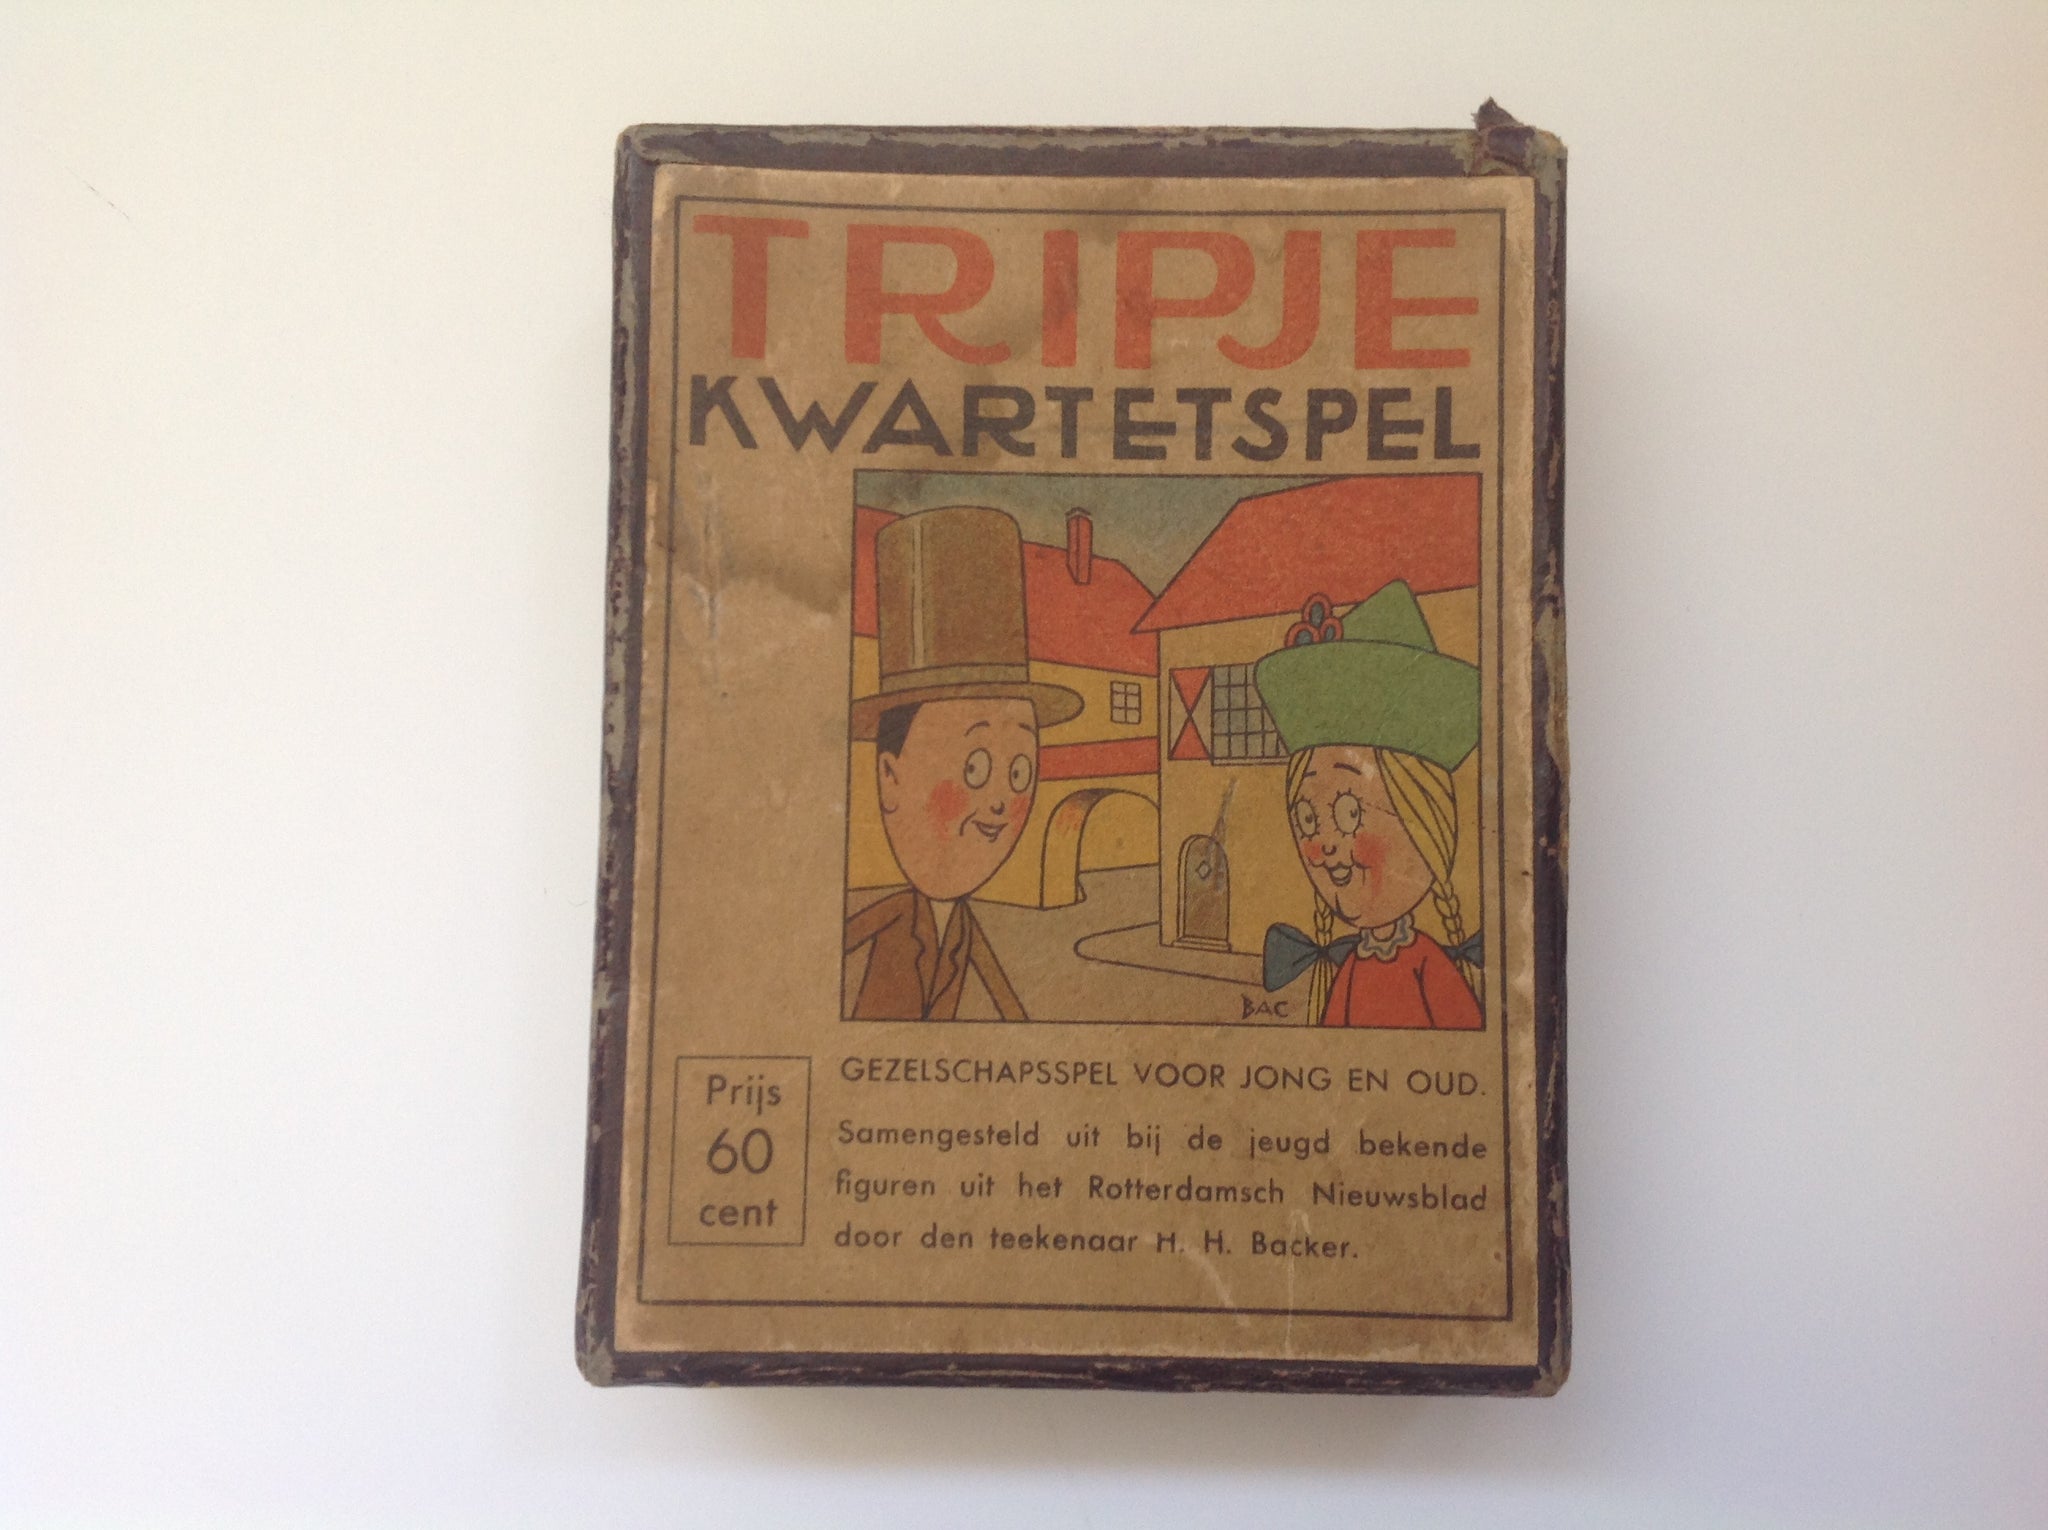 TRIPJE
KWARTETSPEL
BAC
Prijs
60
cent
GEZELSCHAPSSPEL VOOR JONG EN OUD.
Samengesteld uit bij de jeugd bekende
figuren uit het Rotterdamsch Nieuwsblad
door den teekenaar H. H. Backer.